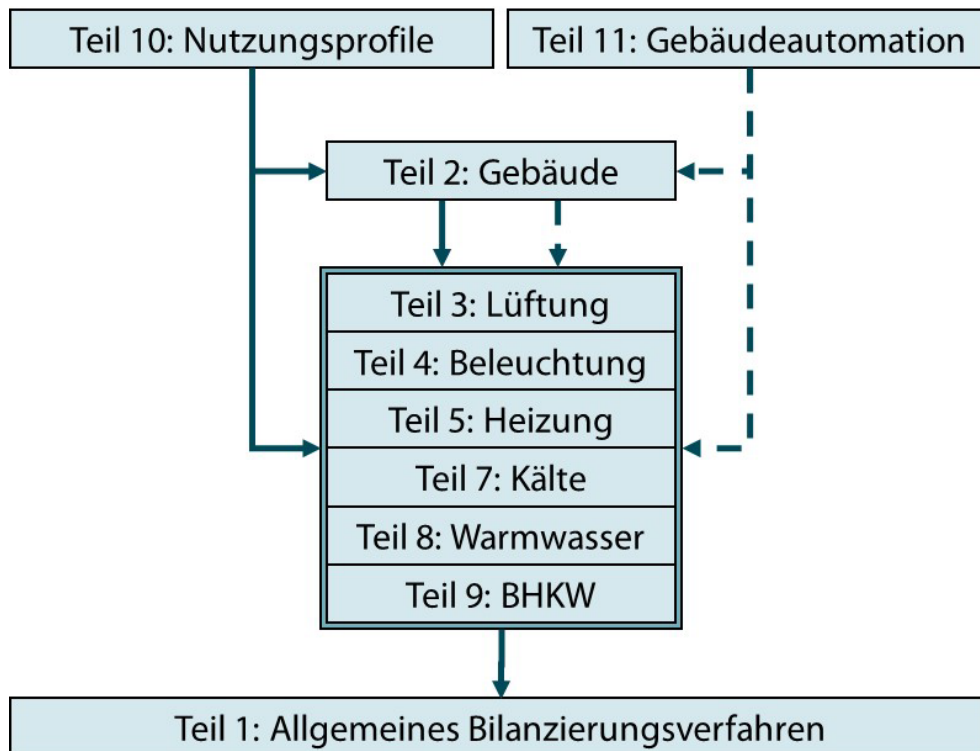 Teil 10: Nutzungsprofile
Teil 11: Gebäudeautomation
Teil 2: Gebäude
Teil 3: Lüftung
Teil 4: Beleuchtung
Teil 5: Heizung
Teil 7: Kälte
Teil 8: Warmwasser
Teil 9: BHKW
Teil 1: Allgemeines Bilanzierungsverfahren